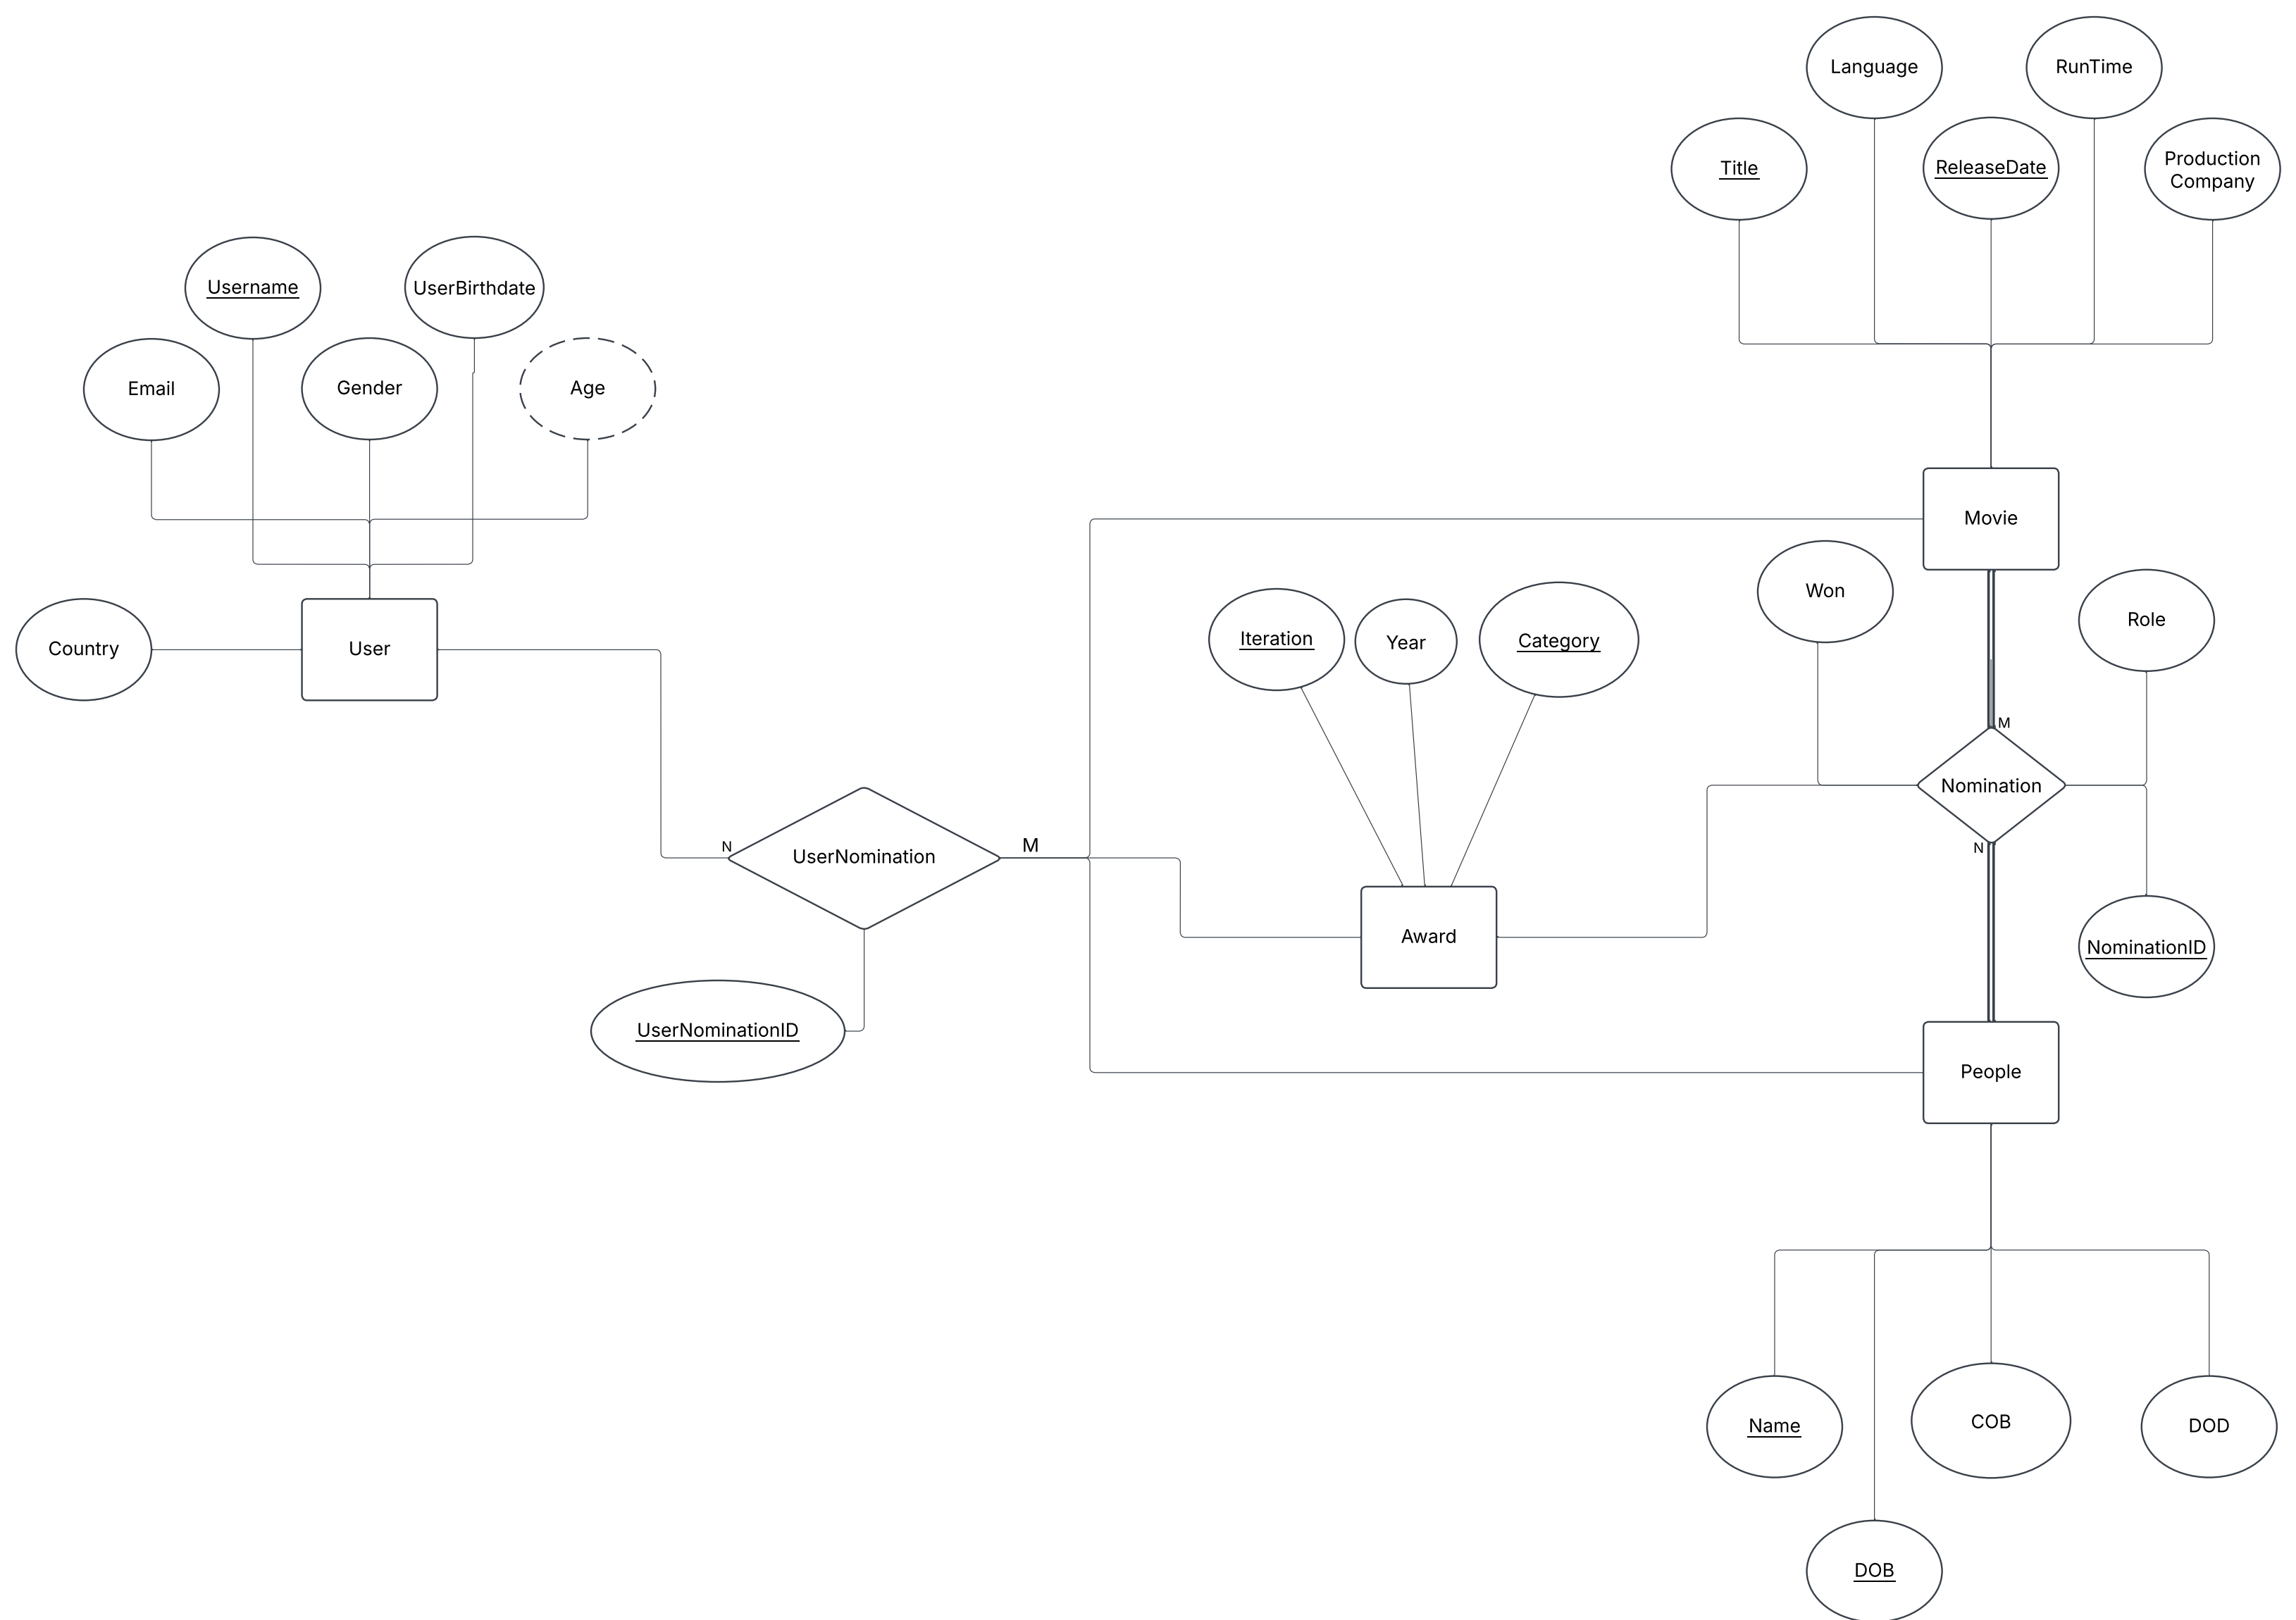 Language
RunTime
Title
ReleaseDate
Production
Company
Username
UserBirthdate
Email
Gender
Age
Movie
Won
Role
Iteration
Year
Category
Country
User
M
Nomination
N
N
UserNomination
M
Award
NominationID
UserNominationID
People
Name
COB
DOD
DOB